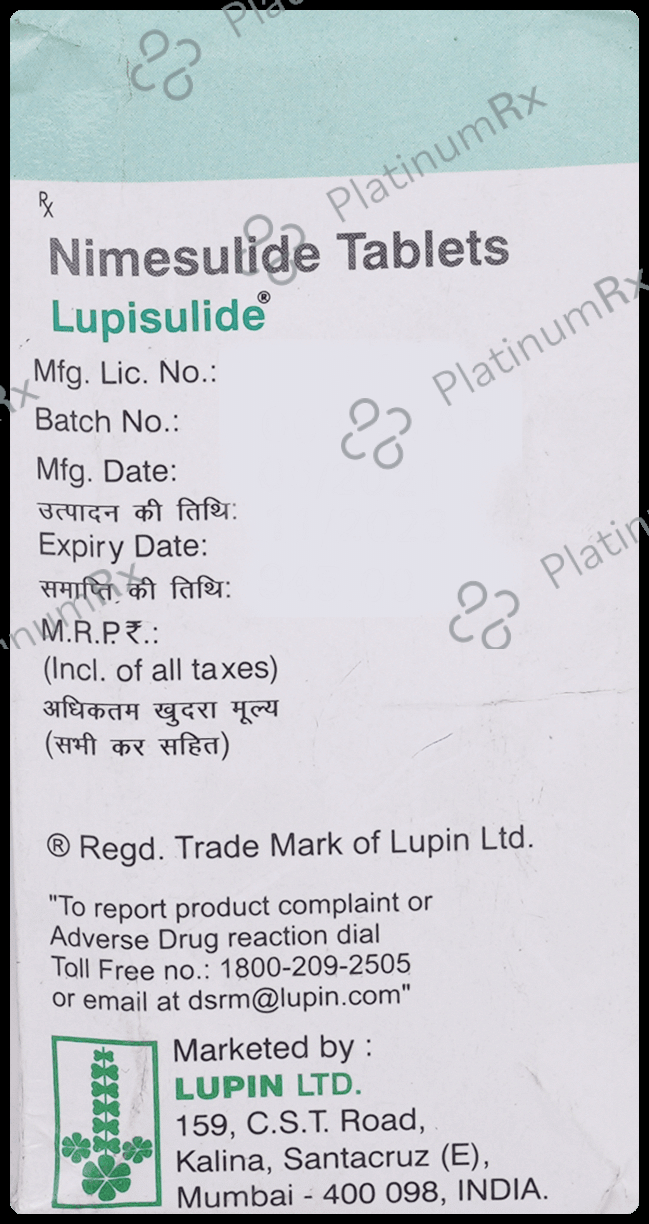 Rx
Nimesulide Tablets
Lupisulide®
Mfg. Lic. No.:
Batch No.:
Mfg. Date:
उत्पादन की तिथि:
Expiry Date:
समाप्ति की तिथि:
M.R.P.₹.:
(Incl. of all taxes)
अधिकतम खुदरा मूल्य
(सभी कर सहित)
® Regd. Trade Mark of Lupin Ltd.
"To report product complaint or
Adverse Drug reaction dial
Toll Free no.: 1800-209-2505
or email at dsrm@lupin.com"
Marketed by :
LUPIN LTD.
159, C.S.T. Road,
Kalina, Santacruz (E),
Mumbai - 400 098, INDIA.
PlatinumRx
PlatinumRx